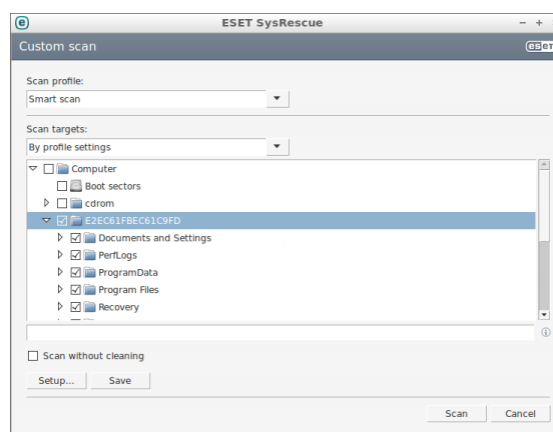 ESET SysRescue
Custom scan
eset
Scan profile:
Smart scan
Scan targets:
By profile settings
Computer
Boot sectors
cdrom
E2EC61FBEC61C9FD
Documents and Settings
PerfLogs
ProgramData
Program Files
Recovery
Scan without cleaning
Setup...
Save
Scan
Cancel